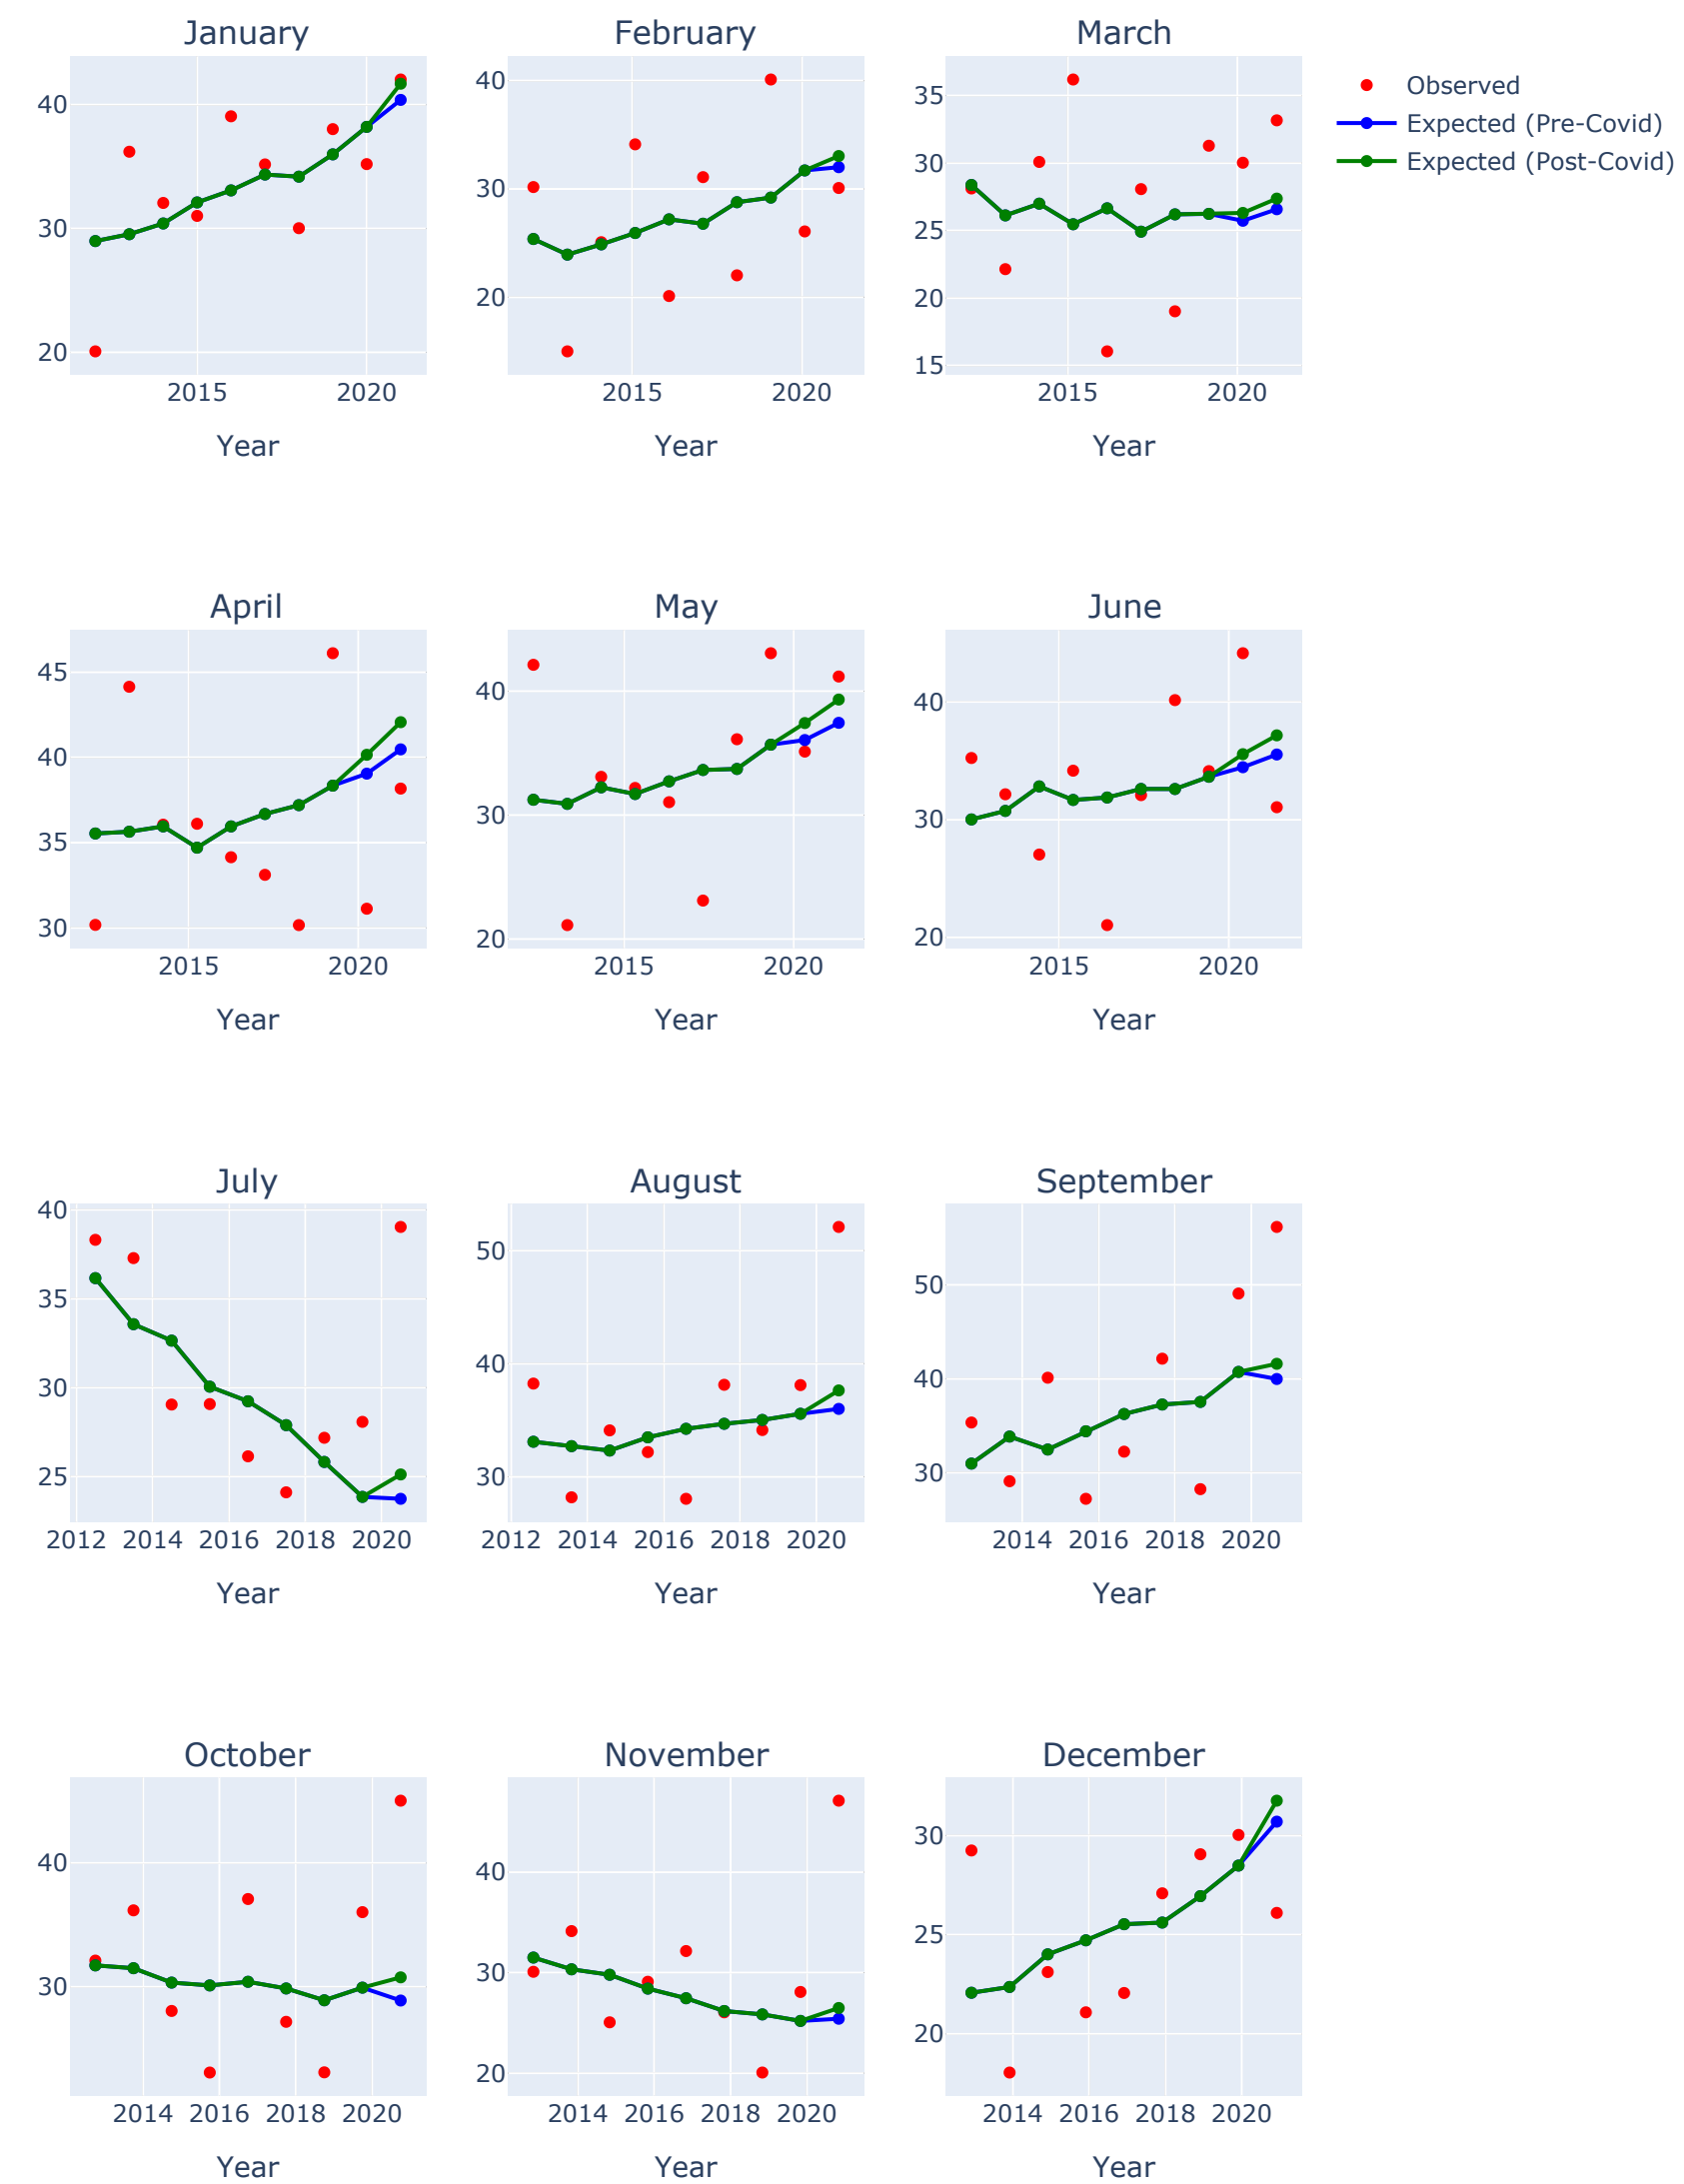 January
February
March
40
30
20
2015
2020
Year
40
30
20
2015
2020
Year
35
30
25
20
15
2015
2020
Year
Observed
Expected (Pre-Covid)
Expected (Post-Covid)
April
May
June
45
40
35
30
2015
2020
Year
40
30
20
2015
2020
Year
40
30
20
2015
2020
Year
July
August
September
40
35
30
25
2012
2014
2016
2018
2020
Year
50
40
30
2012
2014
2016
2018
2020
Year
50
40
30
2014
2016
2018
2020
Year
October
November
December
40
30
2014
2016
2018
2020
Year
40
30
20
2014
2016
2018
2020
Year
30
25
20
2014
2016
2018
2020
Year